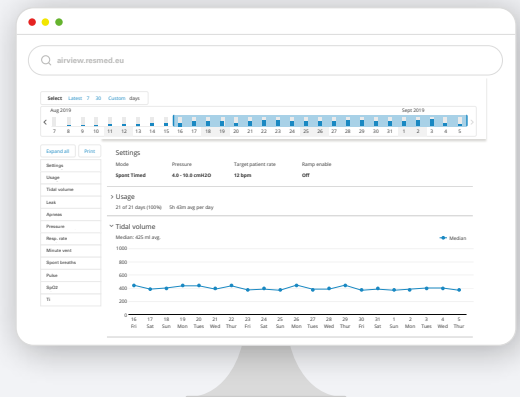 airview.resmed.eu
Select Latest 7 30 Custom days
Aug 2019 Sept 2019
7 8 9 10 11 12 13 14 15 16 17 18 19 20 21 22 23 24 25 26 27 28 29 30 31 1 2 3 4 5
Expand all Print
Settings
Usage
Tidal volume
Leak
Apneas
Pressure
Resp. rate
Minute vent
Spont breaths
Pulse
SpO2
Ti
Settings
Mode Pressure Target patient rate Ramp enable
Spont Timed 4.0 - 10.0 cmH2O 12 bpm Off
Usage
21 of 21 days (100%) 5h 43m avg per day
Tidal volume
Median: 425 ml avg. Median
1000
800
600
400
200
0
16 17 18 19 20 21 22 23 24 25 26 27 28 29 30 31 1 2 3 4 5
Fri Sat Sun Mon Tues Wed Thur Fri Sat Sun Mon Tues Wed Thur Fri Sat Sun Mon Tues Wed Thur